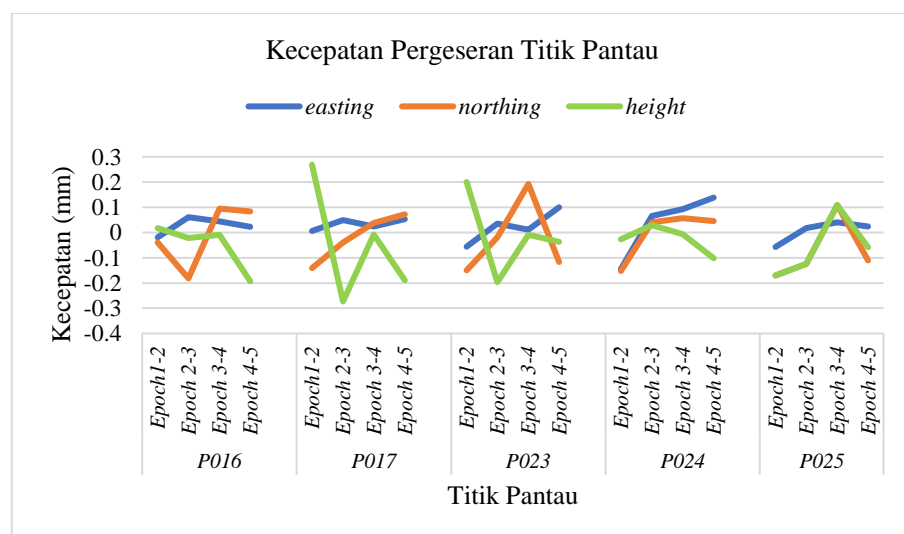 Kecepatan Pergeseran Titik Pantau
easting northing height
Kecepatan (mm)
0.3
0.2
0.1
0
-0.1
-0.2
-0.3
-0.4
Epoch1-2 Epoch 2-3 Epoch 3-4 Epoch 4-5 Epoch1-2 Epoch 2-3 Epoch 3-4 Epoch 4-5 Epoch1-2 Epoch 2-3 Epoch 3-4 Epoch 4-5 Epoch1-2 Epoch 2-3 Epoch 3-4 Epoch 4-5 Epoch1-2 Epoch 2-3 Epoch 3-4 Epoch 4-5
P016 P017 P023 P024 P025
Titik Pantau